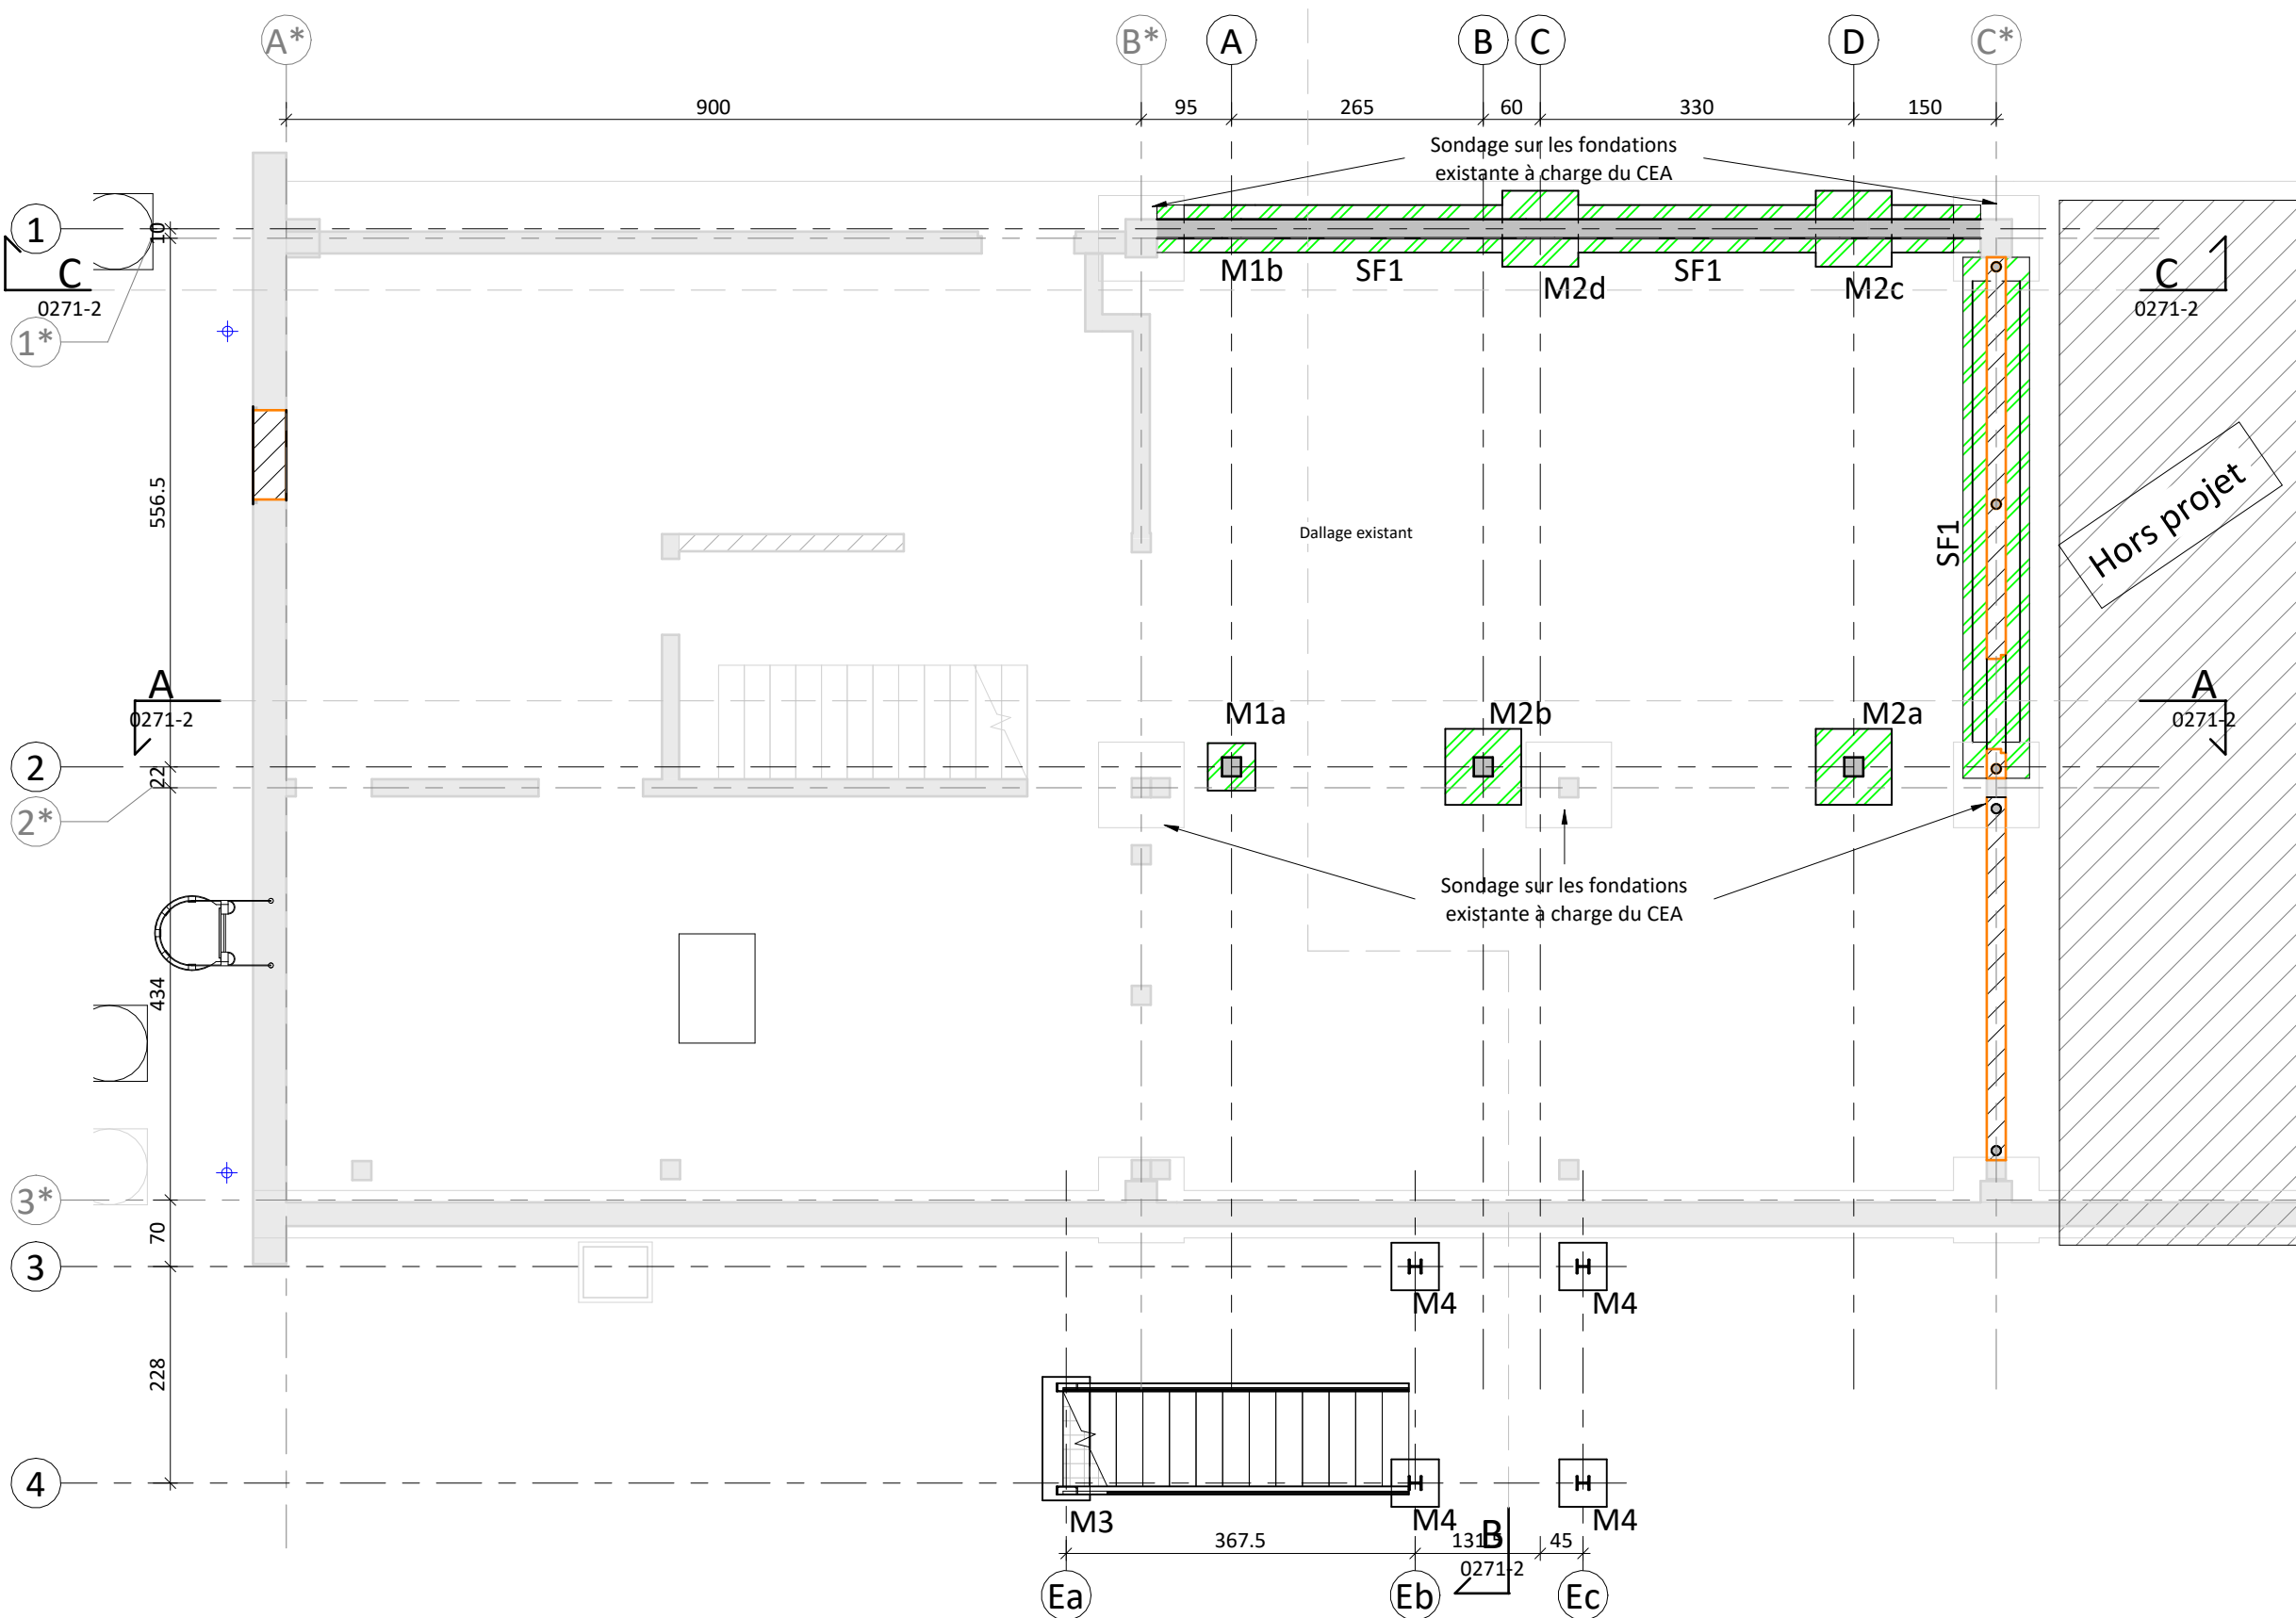 A*
B*
A
B
C
D
C*
900
95
265
60
330
150
Sondage sur les fondations
existante à charge du CEA
1
10
C
0271-2
1*
M1b
SF1
M2d
SF1
M2c
C
0271-2
556.5
Dallage existant
SF1
Hors projet
A
0271-2
M1a
M2b
M2a
A
0271-2
2
22
2*
Sondage sur les fondations
existante à charge du CEA
434
3*
70
3
M4
M4
228
4
M3
M4
M4
367.5
131.5
45
B
0271-2
Ea
Eb
Ec